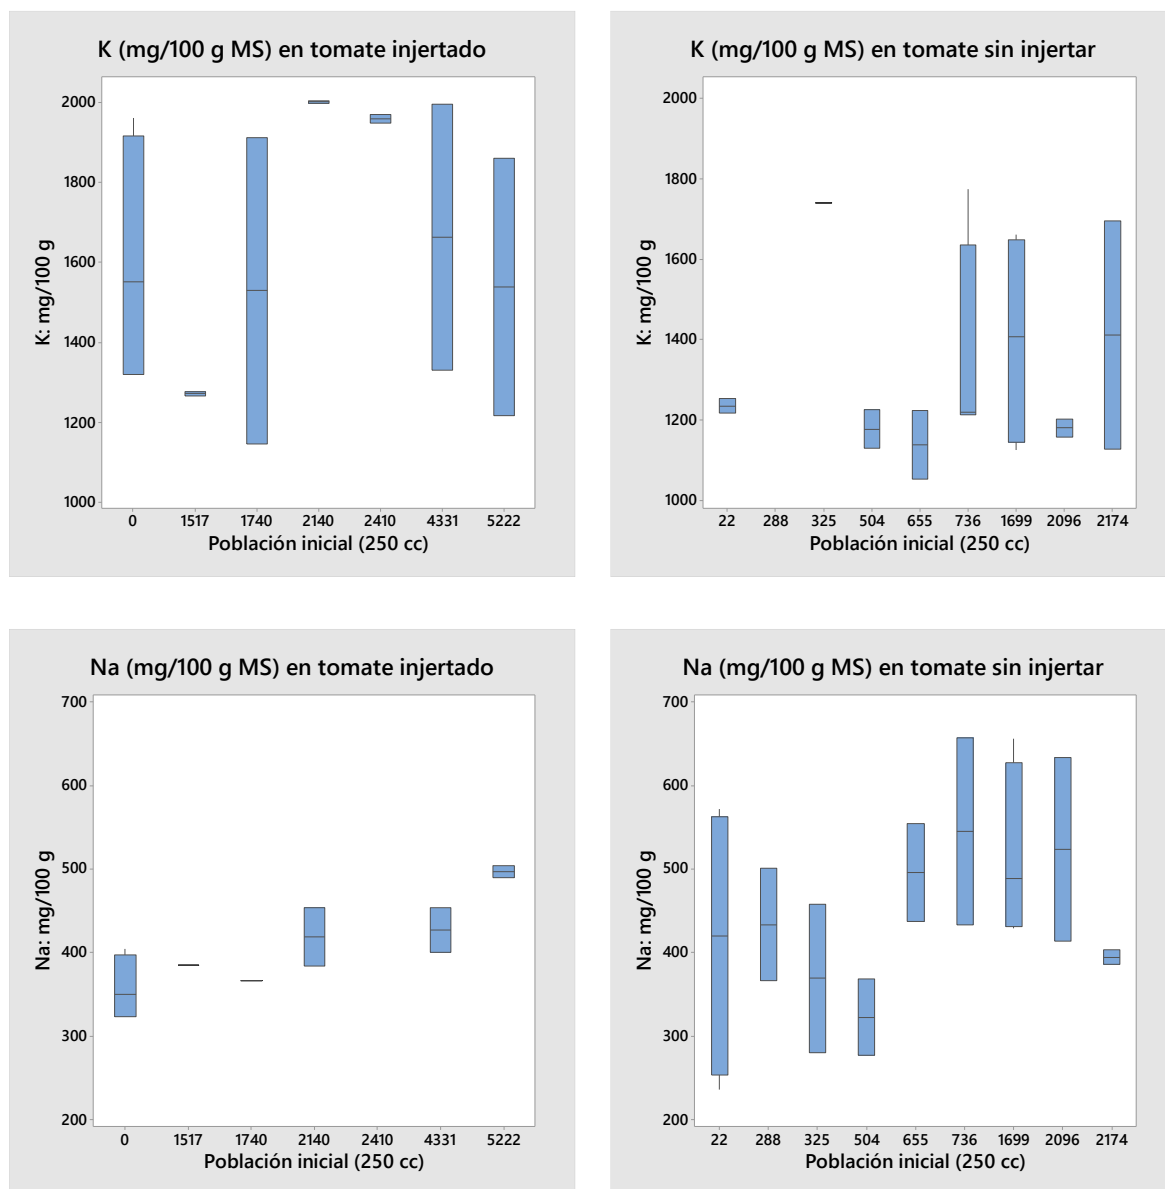 K (mg/100 g MS) en tomate injertado
K: mg/100 g
2000
1800
1600
1400
1200
1000
0 1517 1740 2140 2410 4331 5222
Población inicial (250 cc)
K (mg/100 g MS) en tomate sin injertar
K: mg/100 g
2000
1800
1600
1400
1200
1000
22 288 325 504 655 736 1699 2096 2174
Población inicial (250 cc)
Na (mg/100 g MS) en tomate injertado
Na: mg/100 g
700
600
500
400
300
200
0 1517 1740 2140 2410 4331 5222
Población inicial (250 cc)
Na (mg/100 g MS) en tomate sin injertar
Na: mg/100 g
700
600
500
400
300
200
22 288 325 504 655 736 1699 2096 2174
Población inicial (250 cc)